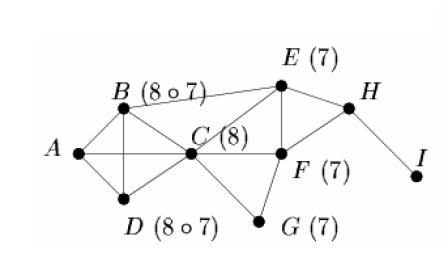 E (7)
B (8 ∘ 7)
H
C (8)
A
I
F (7)
D (8 ∘ 7)
G (7)